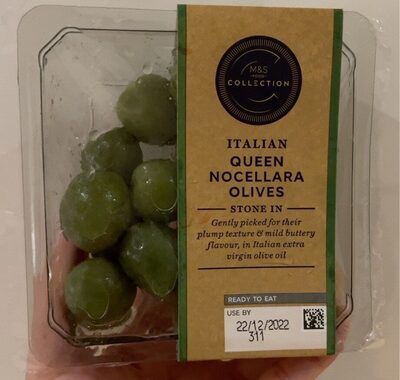 M&S
FOOD
COLLECTION
ITALIAN
QUEEN
NOCELLARA
OLIVES
STONE IN
Gently picked for their
plump texture & mild buttery
flavour, in Italian extra
virgin olive oil
READY TO EAT
USE BY
22/12/2022
311